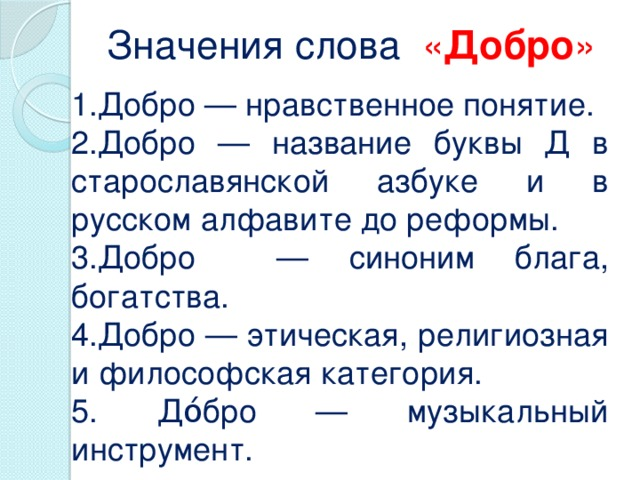 Значения слова «Добро»
1.Добро — нравственное понятие.
2.Добро — название буквы Д в
старославянской азбуке и в
русском алфавите до реформы.
3.Добро — синоним блага,
богатства.
4.Добро — этическая, религиозная
и философская категория.
5. До́бро — музыкальный
инструмент.